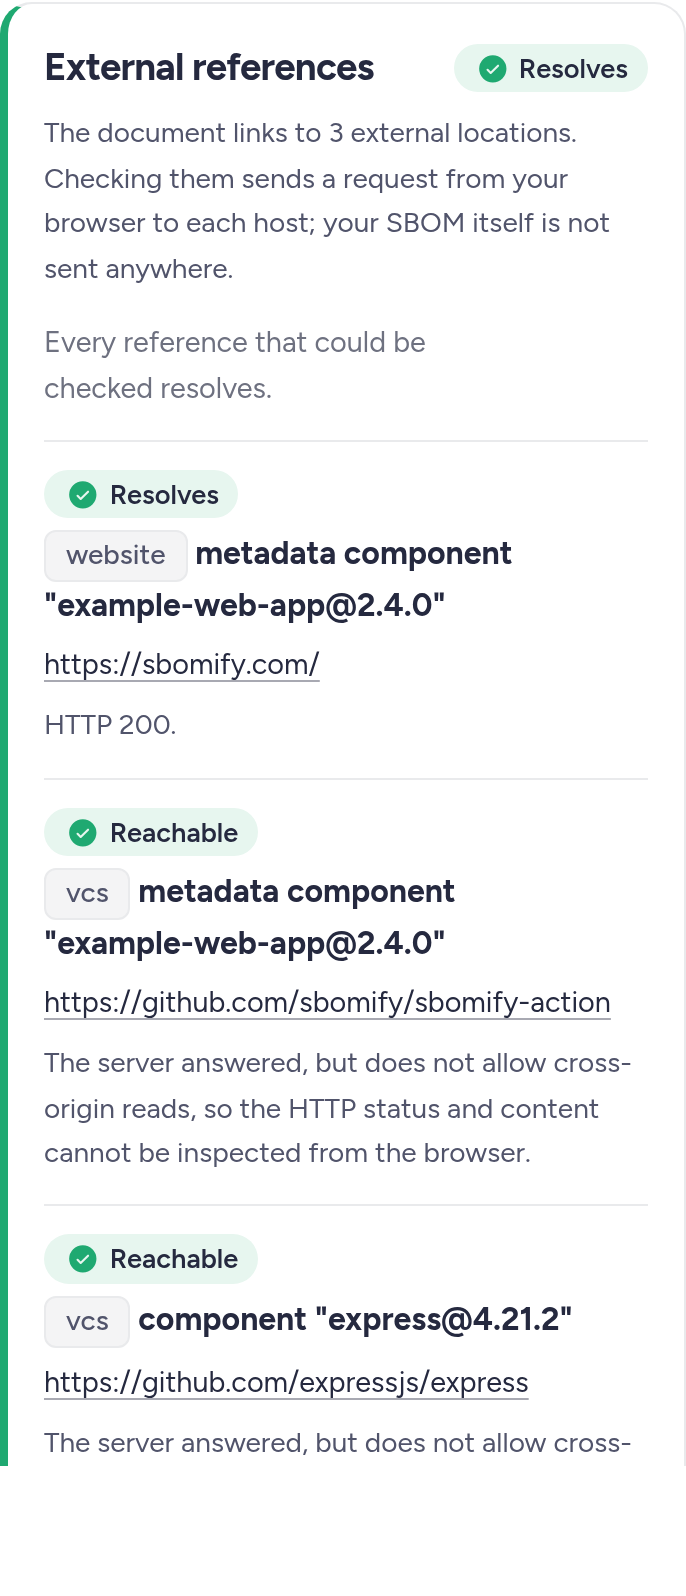 External references
Resolves
The document links to 3 external locations.
Checking them sends a request from your
browser to each host; your SBOM itself is not
sent anywhere.
Every reference that could be
checked resolves.
Resolves
website metadata component
"example-web-app@2.4.0"
https://sbomify.com/
HTTP 200.
Reachable
vcs metadata component
"example-web-app@2.4.0"
https://github.com/sbomify/sbomify-action
The server answered, but does not allow cross-
origin reads, so the HTTP status and content
cannot be inspected from the browser.
Reachable
vcs component "express@4.21.2"
https://github.com/expressjs/express
The server answered, but does not allow cross-